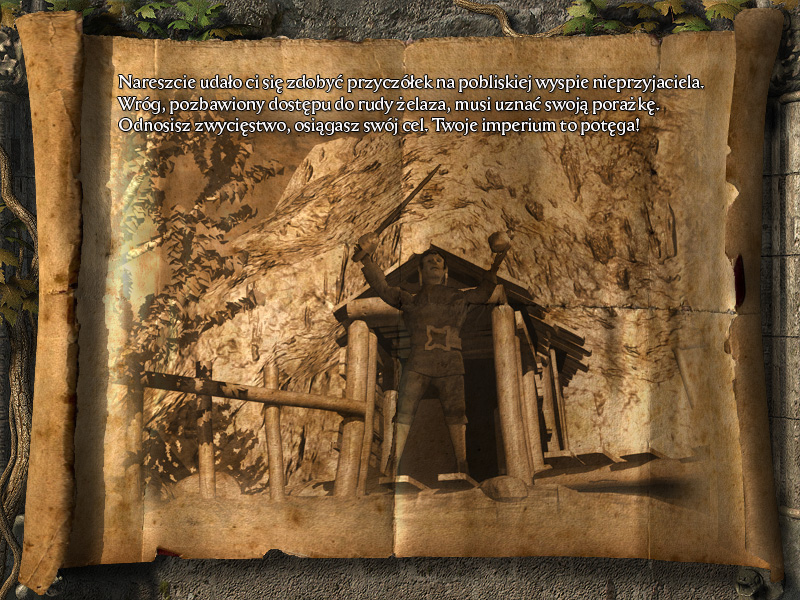 Nareszcie udało ci się zdobyć przyczółek na pobliskiej wyspie nieprzyjaciela.
Wróg, pozbawiony dostępu do rudy żelaza, musi uznać swoją porażkę.
Odnosisz zwycięstwo, osiągasz swój cel. Twoje imperium to potęga!